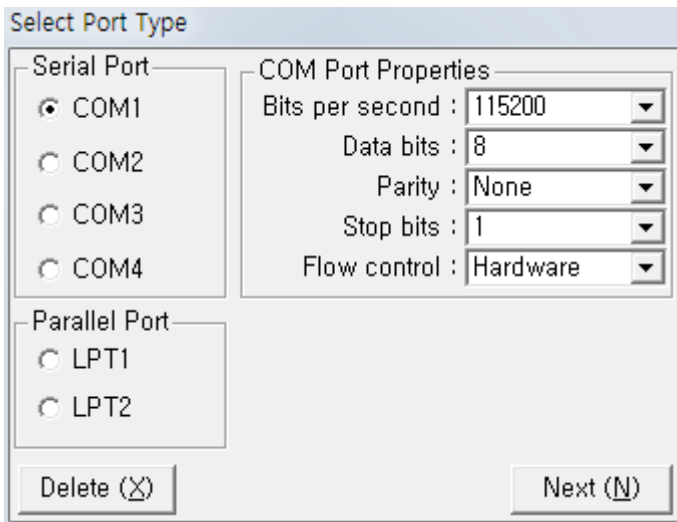 Select Port Type
Serial Port
COM1
COM2
COM3
COM4
COM Port Properties
Bits per second : 115200
Data bits : 8
Parity : None
Stop bits : 1
Flow control : Hardware
Parallel Port
LPT1
LPT2
Delete (X)
Next (N)